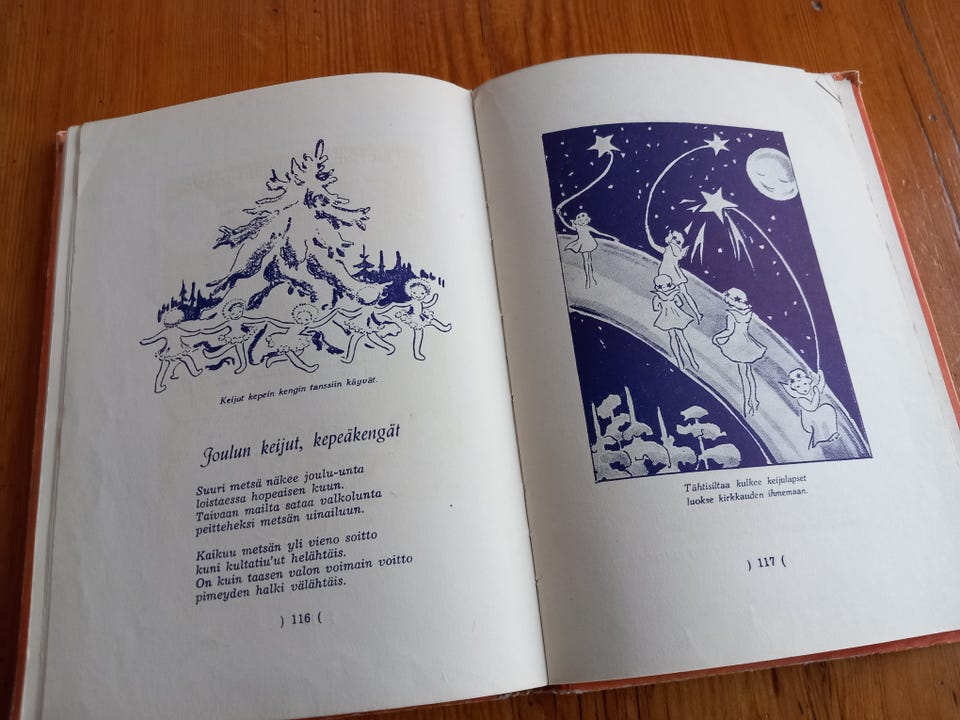 Keijut kepein kengin tanssiin käyvät.
Joulun keijut, kepeäkengät
Suuri metsä näkee joulu-unta
loistaessa hopeaisen kuun.
Taivaan mailta sataa valkolunta
peitteheksi metsän uinailuun.
Kaikuu metsän yli vieno soitto
kuni kultatiu'ut helähtäis.
On kuin taasen valon voimain voitto
pimeyden halki välähtäis.
) 116 (
Tähtisiltaa kulkee keijulapset
luokse kirkkauden ihmemaan.
) 117 (